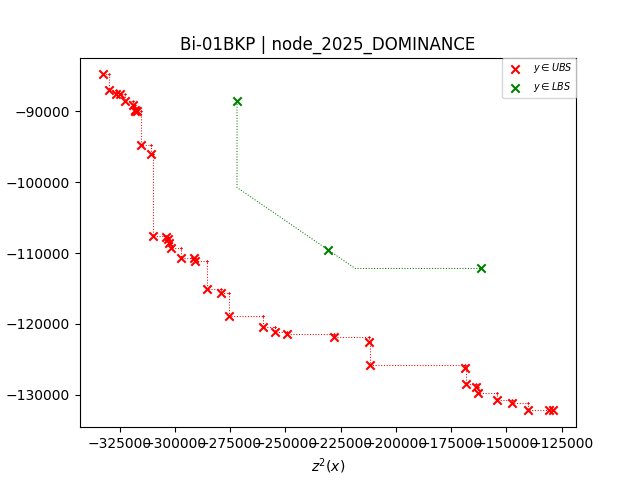 Bi-01BKP | node_2025_DOMINANCE
y ∈ UBS
y ∈ LBS
−90000
−100000
−110000
−120000
−130000
−325000 −300000 −275000 −250000 −225000 −200000 −175000 −150000 −125000
z²(x)